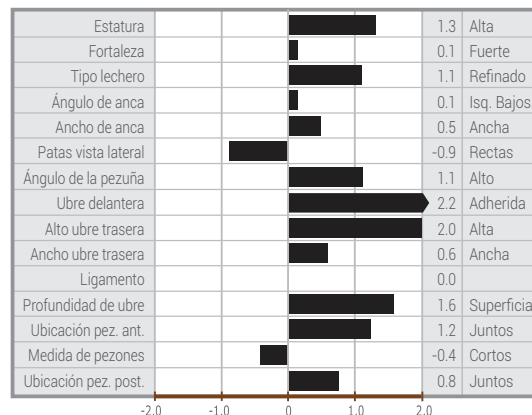 Estatura 1.3 Alta
Fortaleza 0.1 Fuerte
Tipo lechero 1.1 Refinado
Ángulo de anca 0.1 Isq. Bajos
Ancho de anca 0.5 Ancha
Patas vista lateral -0.9 Rectas
Ángulo de la pezuña 1.1 Alto
Ubre delantera 2.2 Adherida
Alto ubre trasera 2.0 Alta
Ancho ubre trasera 0.6 Ancha
Ligamento 0.0
Profundidad de ubre 1.6 Superficia
Ubicación pez. ant. 1.2 Juntos
Medida de pezones -0.4 Cortos
Ubicación pez. post. 0.8 Juntos
-2.0 -1.0 0 1.0 2.0